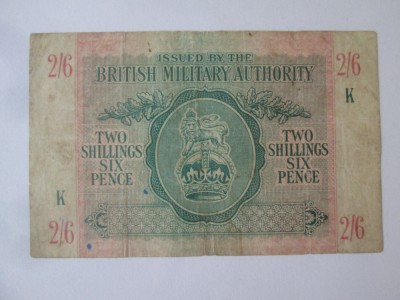 ISSUED BY THE
2/6 BRITISH MILITARY AUTHORITY 2/6
K
TWO SHILLINGS SIX PENCE
TWO SHILLINGS SIX PENCE
K
2/6 2/6